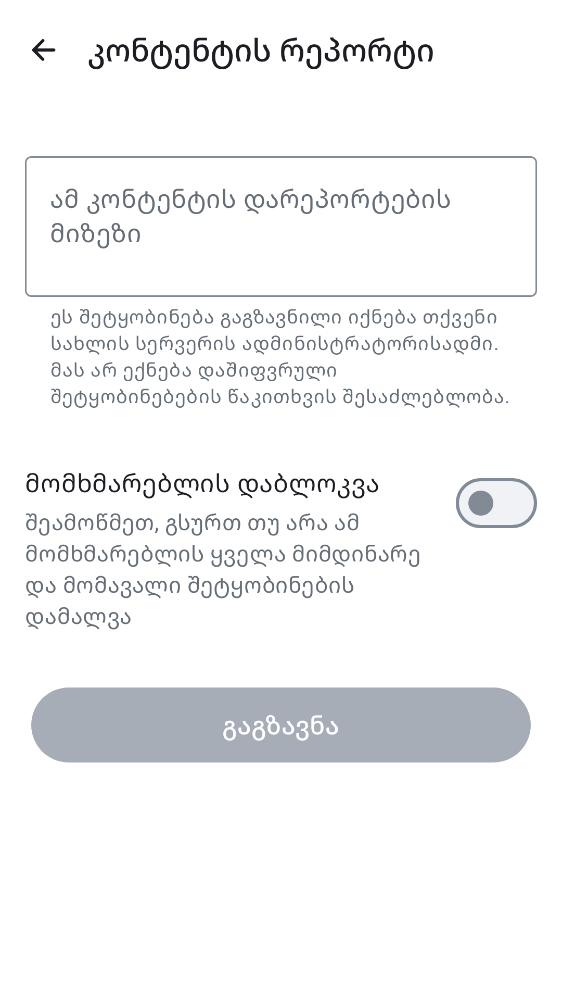 კონტენტის რეპორტი
ამ კონტენტის დარეპორტების
მიზეზი
ეს შეტყობინება გაგზავნილი იქნება თქვენი
სახლის სერვერის ადმინისტრატორისადმი.
მას არ ექნება დაშიფვრული
შეტყობინებების წაკითხვის შესაძლებლობა.
მომხმარებლის დაბლოკვა
შეამოწმეთ, გსურთ თუ არა ამ
მომხმარებლის ყველა მიმდინარე
და მომავალი შეტყობინების
დამალვა
გაგზავნა